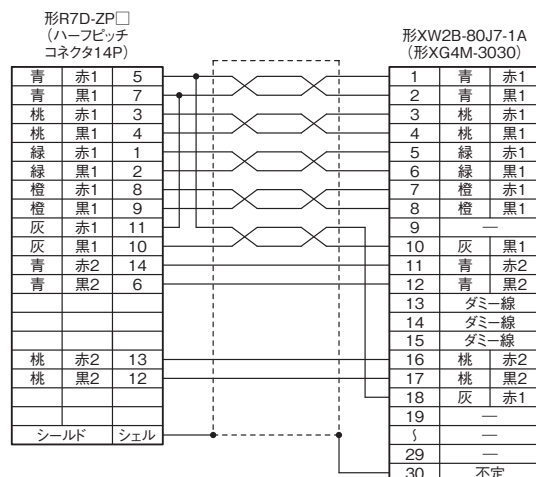 形R7D-ZP□
（ハーフピッチ
コネクタ14P）
青 赤1 5
青 黒1 7
桃 赤1 3
桃 黒1 4
緑 赤1 1
緑 黒1 2
橙 赤1 8
橙 黒1 9
灰 赤1 11
灰 黒1 10
青 赤2 14
青 黒2 6
桃 赤2 13
桃 黒2 12
シールド シェル
形XW2B-80J7-1A
（形XG4M-3030）
1 青 赤1
2 青 黒1
3 桃 赤1
4 桃 黒1
5 緑 赤1
6 緑 黒1
7 橙 赤1
8 橙 黒1
9 —
10 灰 黒1
11 青 赤2
12 青 黒2
13 ダミー線
14 ダミー線
15 ダミー線
16 桃 赤2
17 桃 黒2
18 灰 赤1
19 —
〜 —
29 —
30 不定